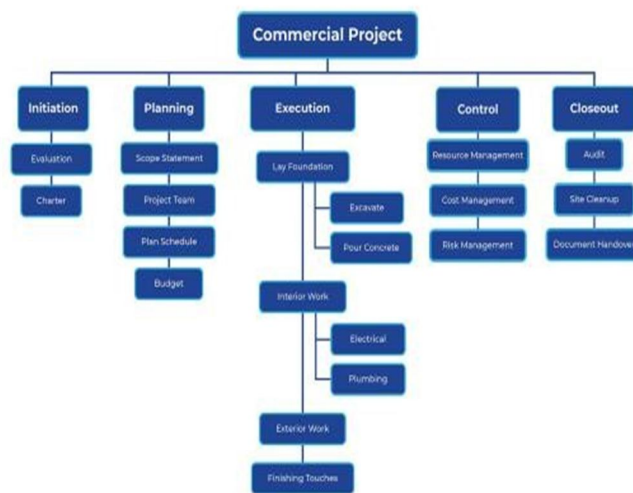 Commercial Project
Initiation
Planning
Execution
Control
Closeout
Evaluation
Charter
Scope Statement
Project Team
Plan Schedule
Budget
Lay Foundation
Excavate
Pour Concrete
Interior Work
Electrical
Plumbing
Exterior Work
Finishing Touches
Resource Management
Cost Management
Risk Management
Audit
Site Cleanup
Document Handover